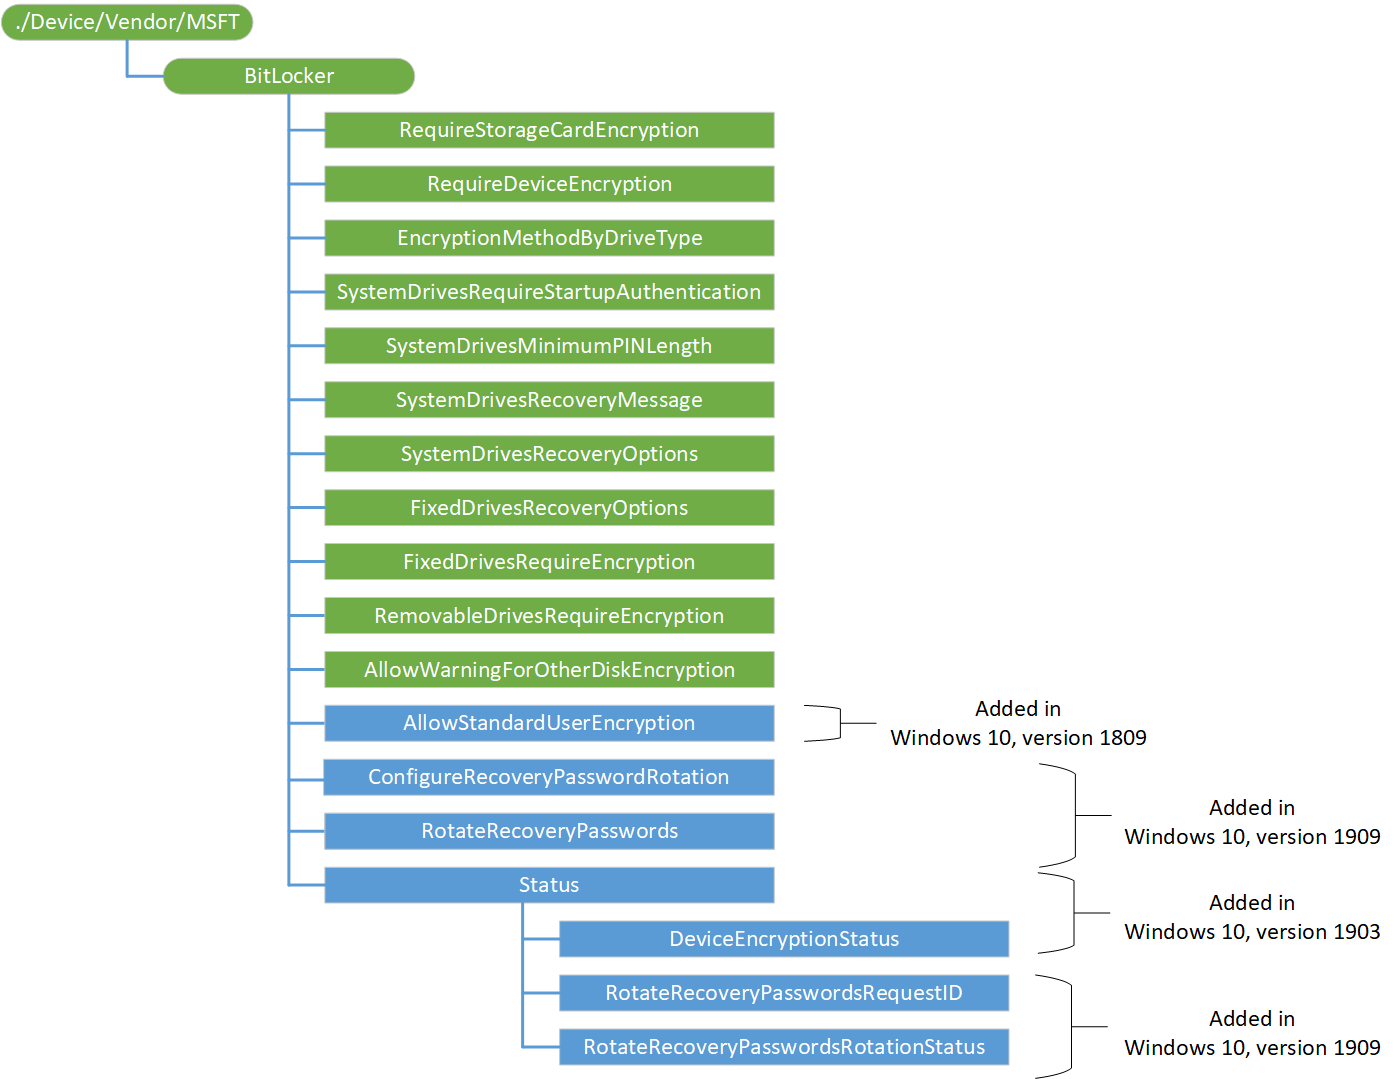 ./Device/Vendor/MSFT
BitLocker
RequireStorageCardEncryption
RequireDeviceEncryption
EncryptionMethodByDriveType
SystemDrivesRequireStartupAuthentication
SystemDrivesMinimumPINLength
SystemDrivesRecoveryMessage
SystemDrivesRecoveryOptions
FixedDrivesRecoveryOptions
FixedDrivesRequireEncryption
RemovableDrivesRequireEncryption
AllowWarningForOtherDiskEncryption
AllowStandardUserEncryption
Added in
Windows 10, version 1809
ConfigureRecoveryPasswordRotation
RotateRecoveryPasswords
Added in
Windows 10, version 1909
Status
DeviceEncryptionStatus
Added in
Windows 10, version 1903
RotateRecoveryPasswordsRequestID
RotateRecoveryPasswordsRotationStatus
Added in
Windows 10, version 1909